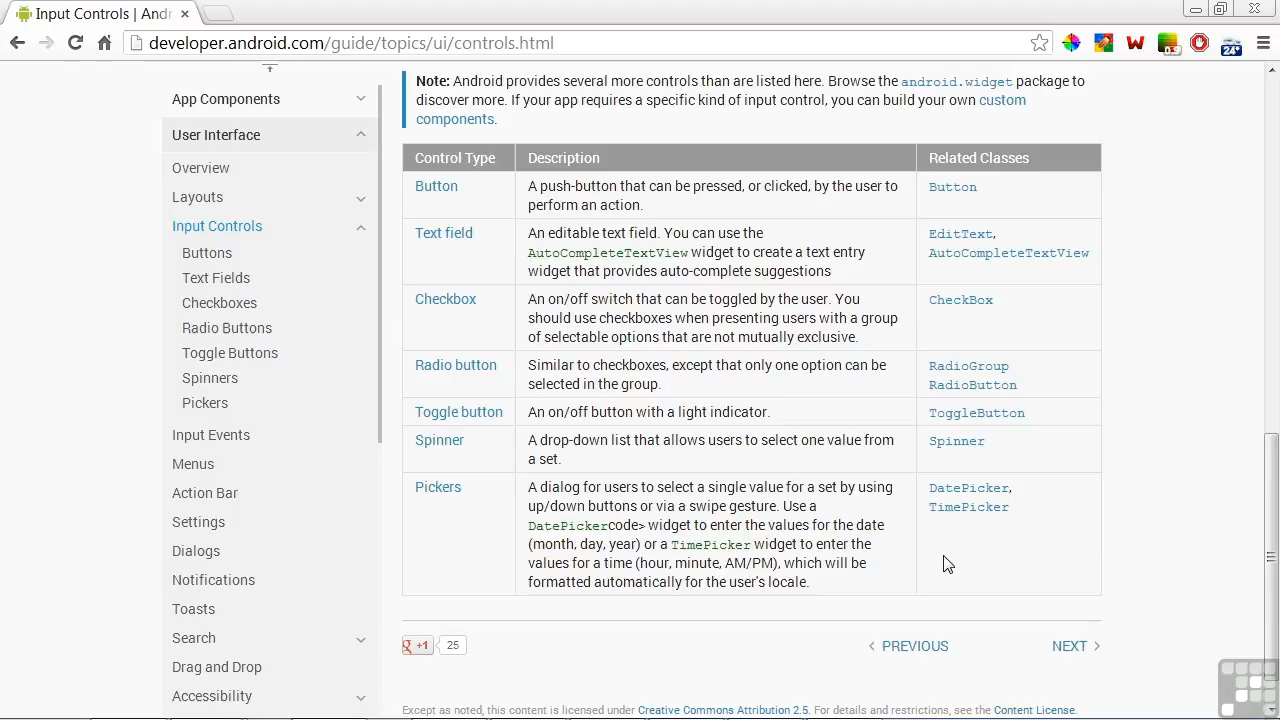 Input Controls | Andr
developer.android.com/guide/topics/ui/controls.html
W
0.3
24°
App Components
User Interface
Overview
Layouts
Input Controls
Buttons
Text Fields
Checkboxes
Radio Buttons
Toggle Buttons
Spinners
Pickers
Input Events
Menus
Action Bar
Settings
Dialogs
Notifications
Toasts
Search
Drag and Drop
Accessibility
Note: Android provides several more controls than are listed here. Browse the android.widget package to
discover more. If your app requires a specific kind of input control, you can build your own custom
components.
Control Type Description Related Classes
Button A push-button that can be pressed, or clicked, by the user to Button
perform an action.
Text field An editable text field. You can use the EditText,
AutoCompleteTextView widget to create a text entry AutoCompleteTextView
widget that provides auto-complete suggestions
Checkbox An on/off switch that can be toggled by the user. You CheckBox
should use checkboxes when presenting users with a group
of selectable options that are not mutually exclusive.
Radio button Similar to checkboxes, except that only one option can be RadioGroup
selected in the group. RadioButton
Toggle button An on/off button with a light indicator. ToggleButton
Spinner A drop-down list that allows users to select one value from Spinner
a set.
Pickers A dialog for users to select a single value for a set by using DatePicker,
up/down buttons or via a swipe gesture. Use a TimePicker
DatePickercode> widget to enter the values for the date
(month, day, year) or a TimePicker widget to enter the
values for a time (hour, minute, AM/PM), which will be
formatted automatically for the user's locale.
g +1 25 PREVIOUS NEXT
Except as noted, this content is licensed under Creative Commons Attribution 2.5. For details and restrictions, see the Content License.